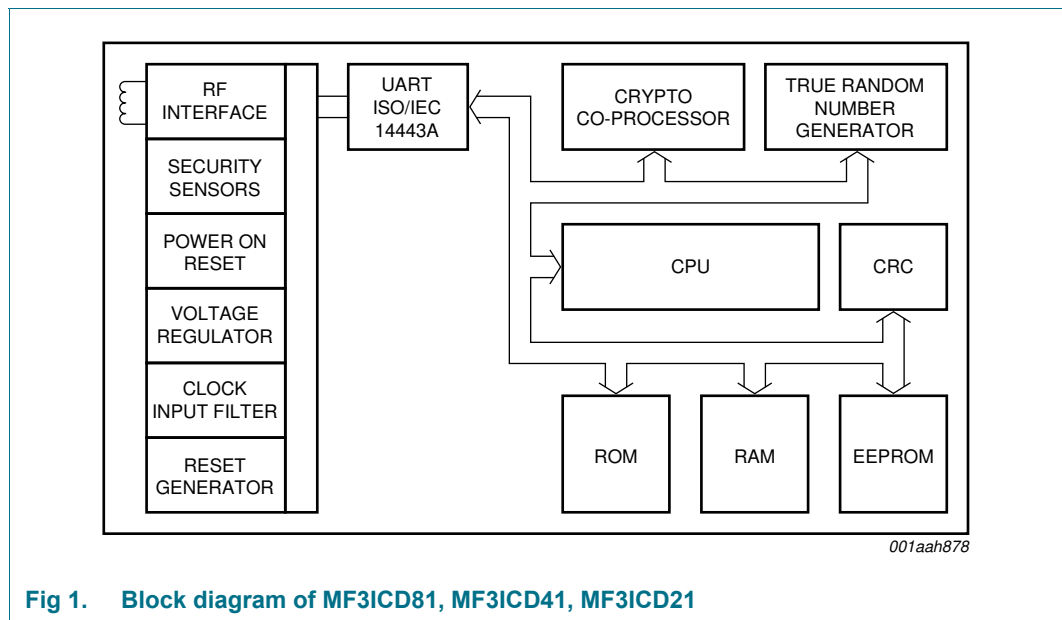 RF
INTERFACE
SECURITY
SENSORS
POWER ON
RESET
VOLTAGE
REGULATOR
CLOCK
INPUT FILTER
RESET
GENERATOR
UART
ISO/IEC
14443A
CRYPTO
CO-PROCESSOR
TRUE RANDOM
NUMBER
GENERATOR
CPU
CRC
ROM
RAM
EEPROM
001aah878
Fig 1. Block diagram of MF3ICD81, MF3ICD41, MF3ICD21